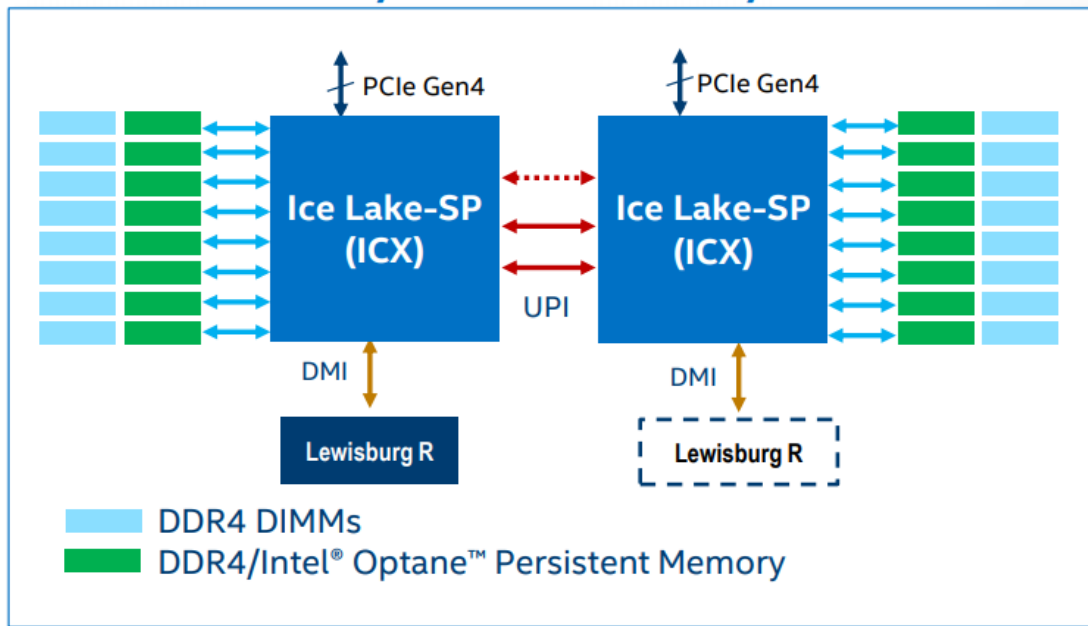 PCIe Gen4
PCIe Gen4
Ice Lake-SP
(ICX)
Ice Lake-SP
(ICX)
UPI
DMI
DMI
Lewisburg R
Lewisburg R
DDR4 DIMMs
DDR4/Intel® Optane™ Persistent Memory